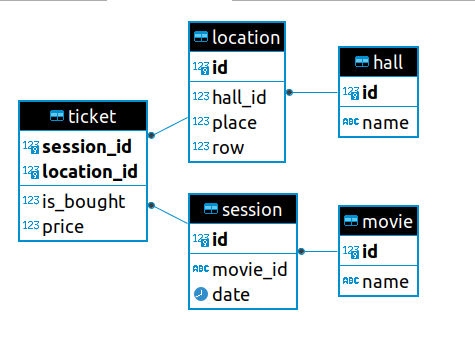 location
123 id
123 hall_id
123 place
123 row
hall
123 id
ABC name
ticket
123 session_id
123 location_id
123 is_bought
123 price
session
123 id
ABC movie_id
date
movie
123 id
ABC name